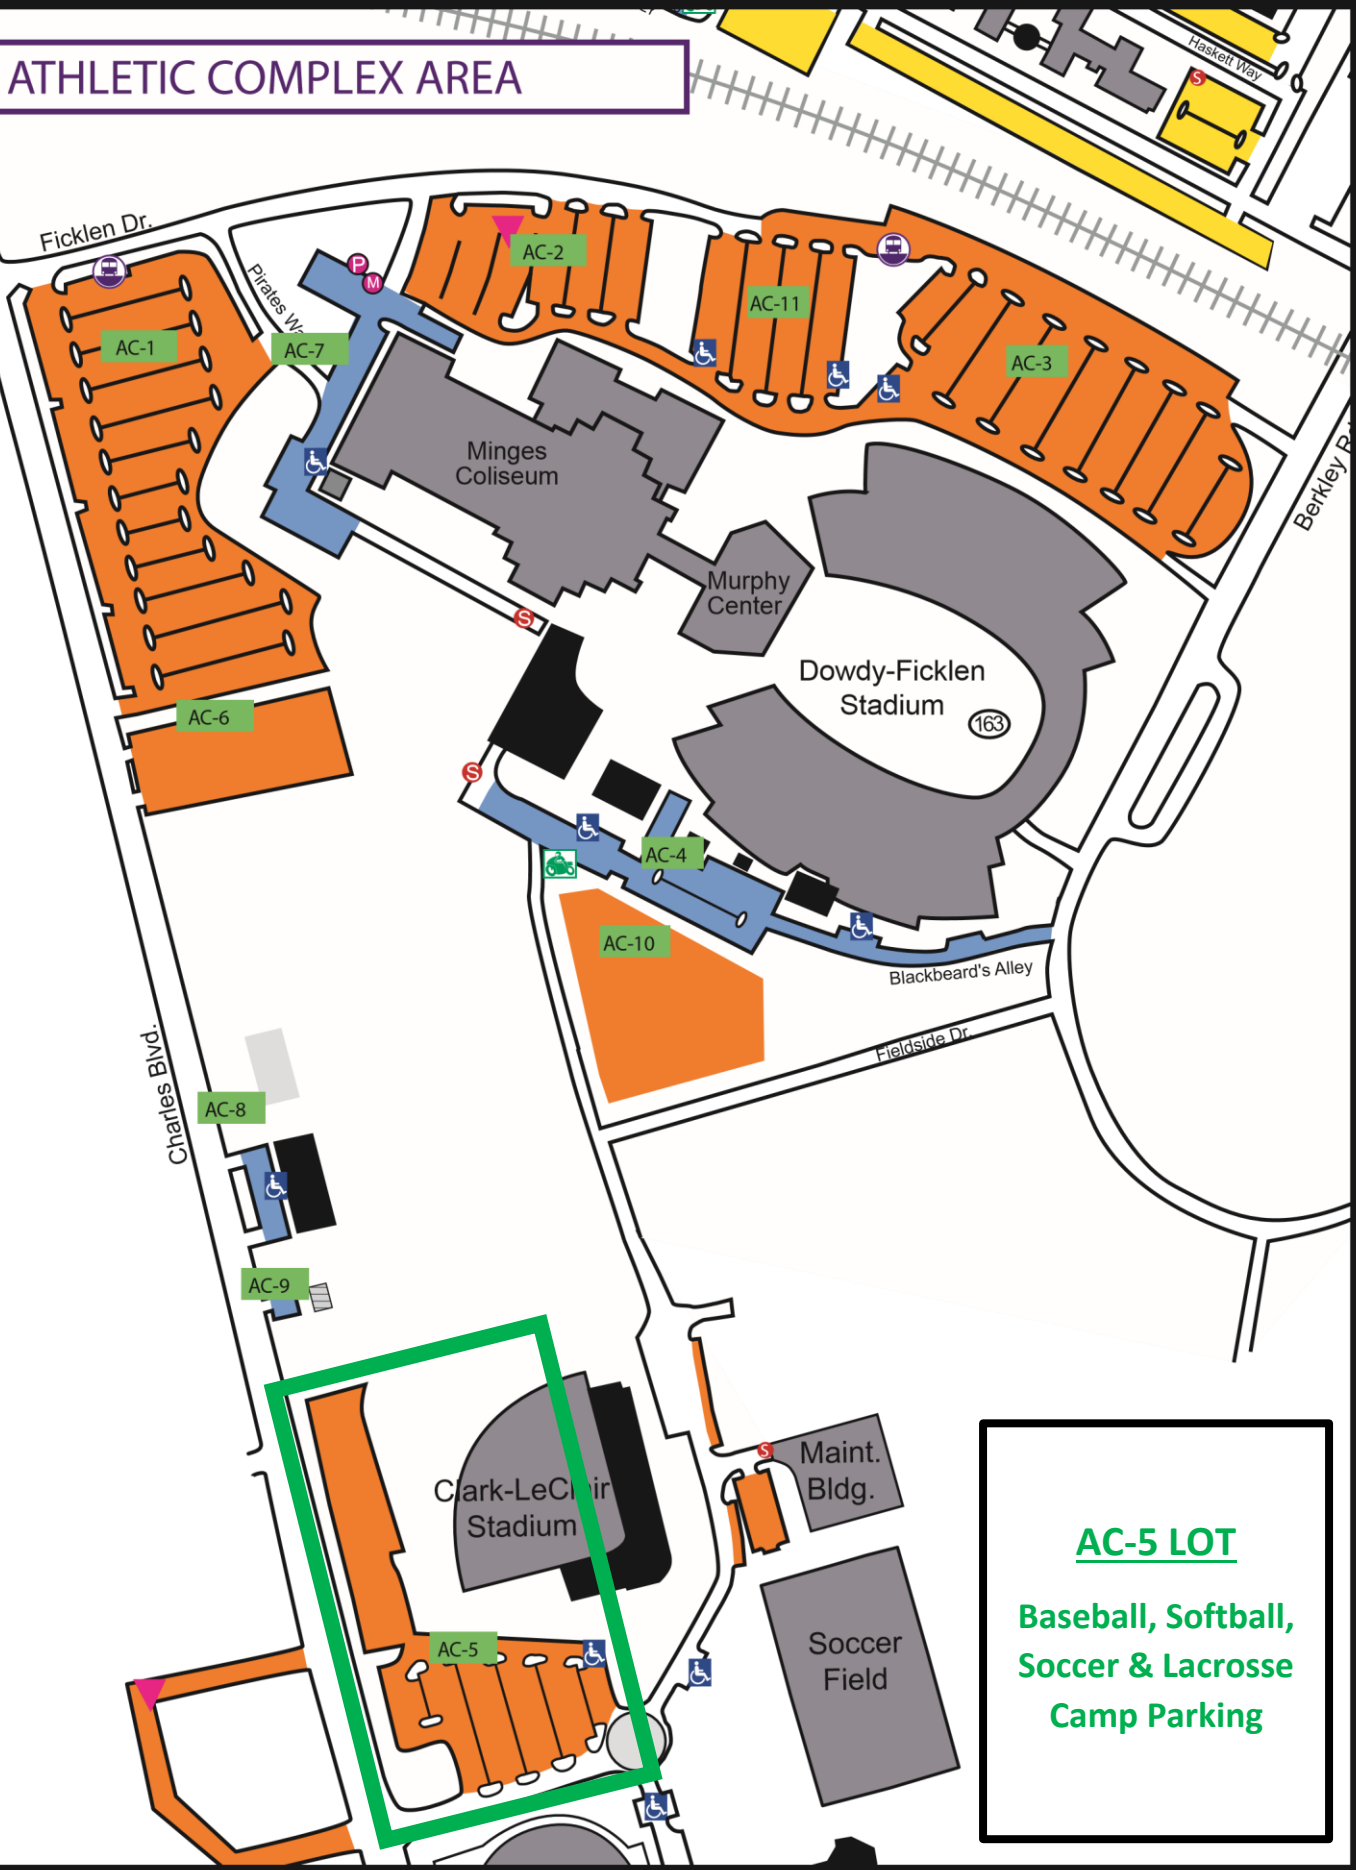 ATHLETIC COMPLEX AREA
Haskett Way
S
Ficklen Dr.
Pirates
P
M
AC-2
AC-11
AC-1
AC-7
AC-3
Berkley
Minges
Coliseum
Murphy
Center
S
Dowdy-Ficklen
Stadium
163
AC-6
S
AC-4
AC-10
Blackbeard's Alley
Fieldside Dr.
Charles Blvd.
AC-8
AC-9
Clark-LeClair
Stadium
S
Maint.
Bldg.
AC-5
Soccer
Field
AC-5 LOT
Baseball, Softball,
Soccer & Lacrosse
Camp Parking